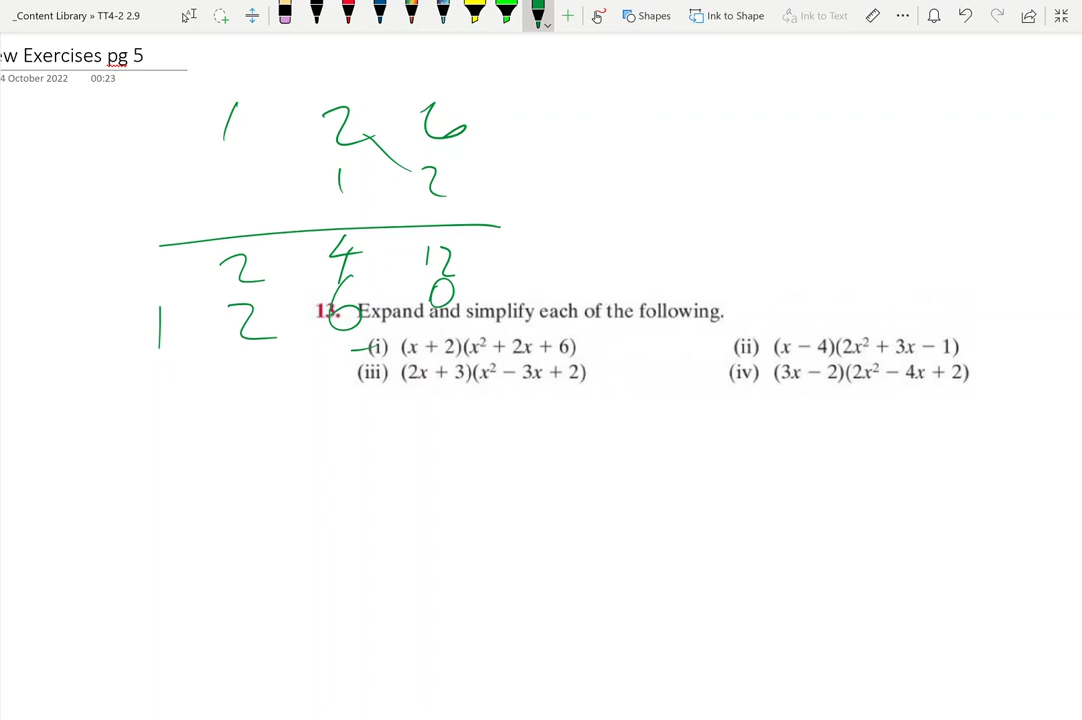 _Content Library » TT4-2 2.9
Shapes
Ink to Shape
Ink to Text
ew Exercises pg 5
4 October 2022 00:23
1 2 6
1 2
2 4 12
1 2 6 0
13. Expand and simplify each of the following.
(i) (x + 2)(x² + 2x + 6)
(ii) (x − 4)(2x² + 3x − 1)
(iii) (2x + 3)(x² − 3x + 2)
(iv) (3x − 2)(2x² − 4x + 2)